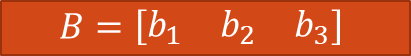 B = [b₁ b₂ b₃]